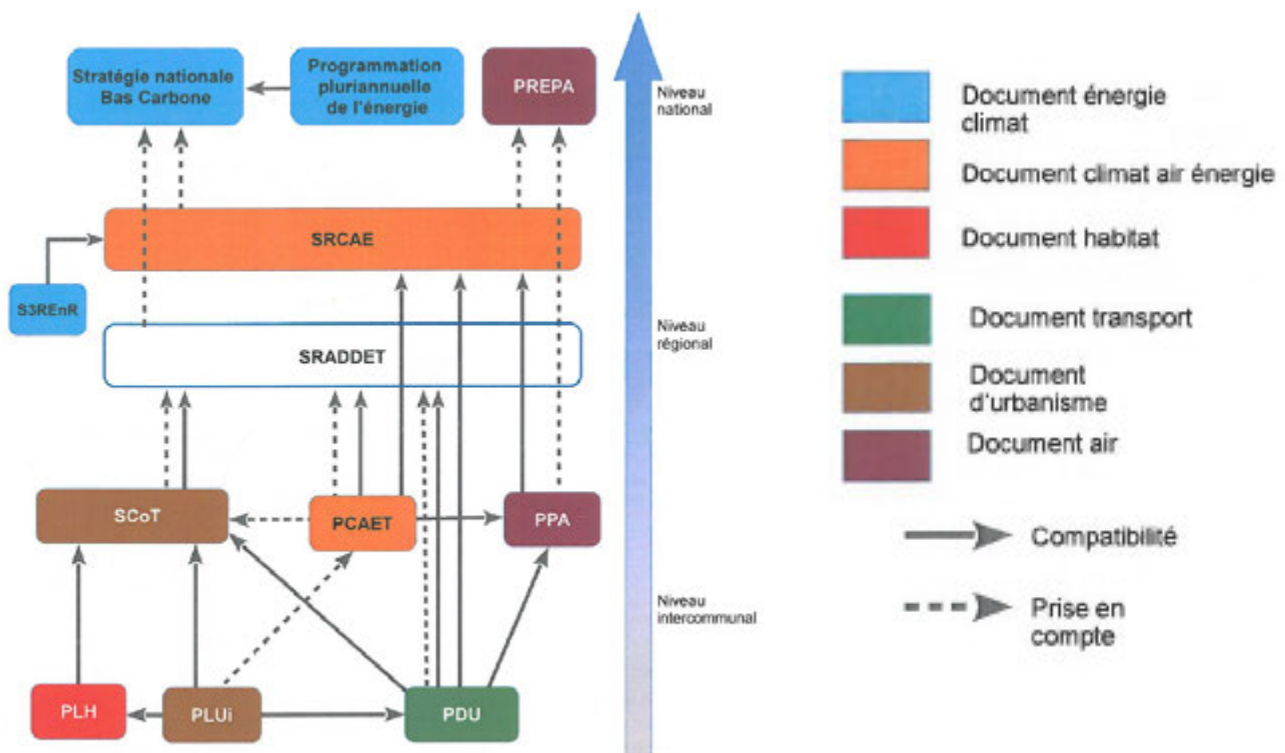 Stratégie nationale
Bas Carbone
Programmation
pluriannuelle
de l'énergie
PREPA
Niveau
national
SRCAE
S3REnR
SRADDET
Niveau
régional
SCoT
PCAET
PPA
Niveau
intercommunal
PLH
PLUi
PDU
Document énergie
climat
Document climat air énergie
Document habitat
Document transport
Document
d'urbanisme
Document air
Compatibilité
Prise en
compte